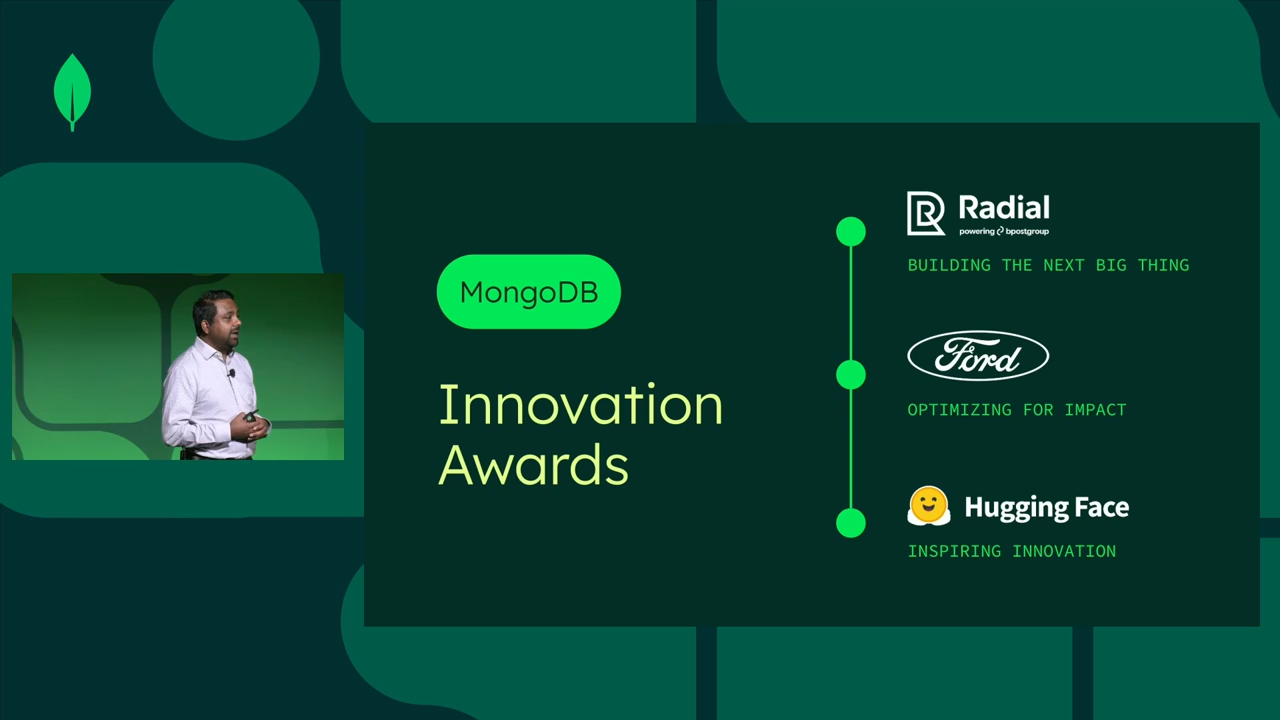 MongoDB
Innovation
Awards
Radial
powering bpostgroup
BUILDING THE NEXT BIG THING
Ford
OPTIMIZING FOR IMPACT
Hugging Face
INSPIRING INNOVATION